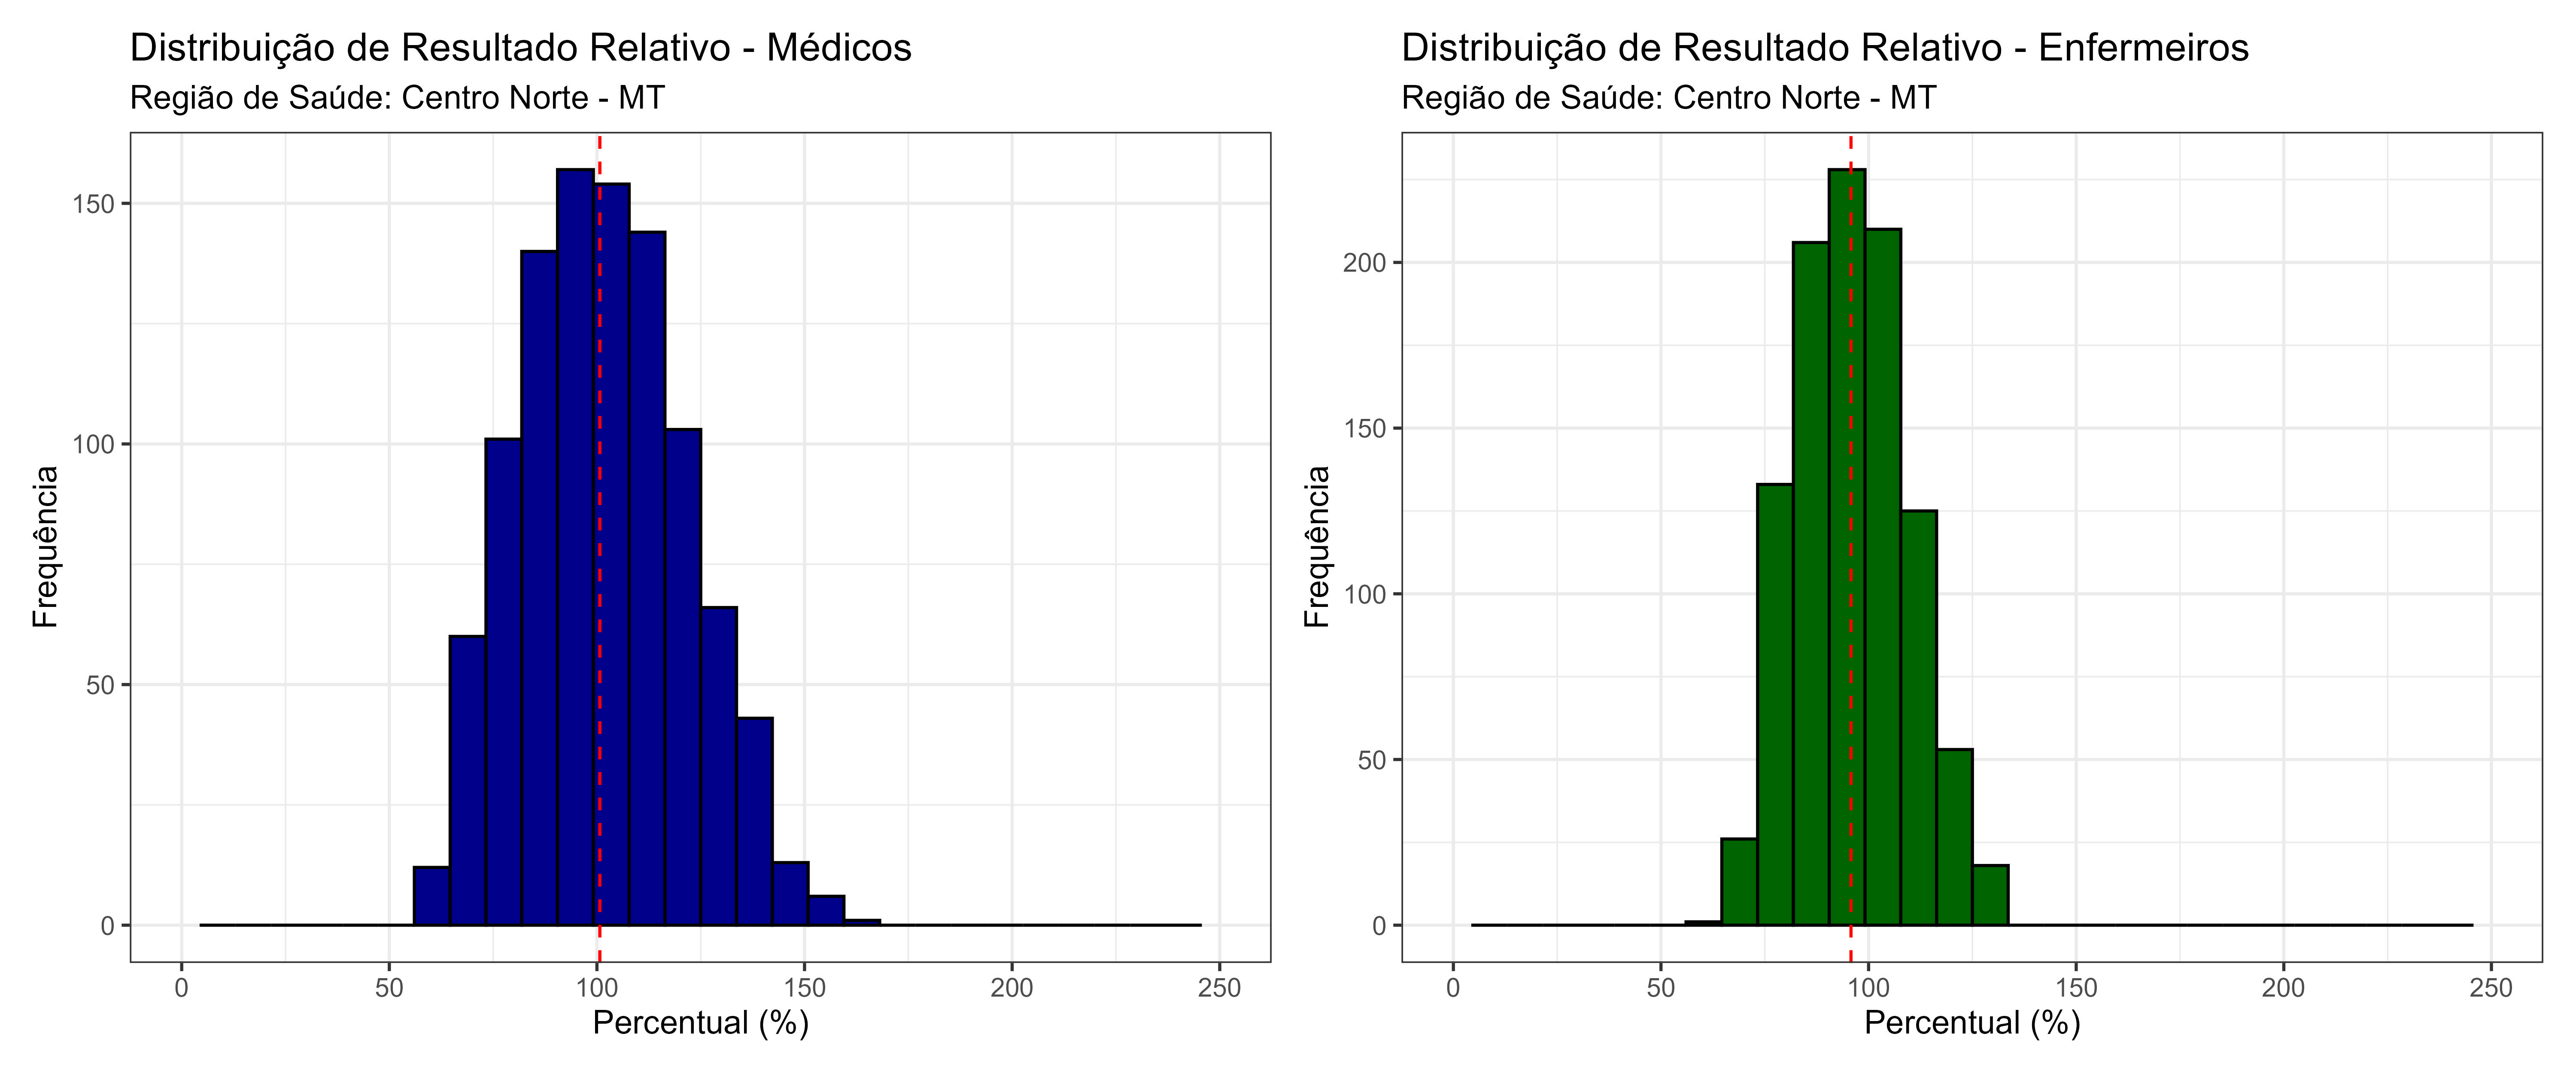 Distribuição de Resultado Relativo - Médicos
Região de Saúde: Centro Norte - MT
Frequência
150
100
50
0
0 50 100 150 200 250
Percentual (%)
Distribuição de Resultado Relativo - Enfermeiros
Região de Saúde: Centro Norte - MT
Frequência
200
150
100
50
0
0 50 100 150 200 250
Percentual (%)